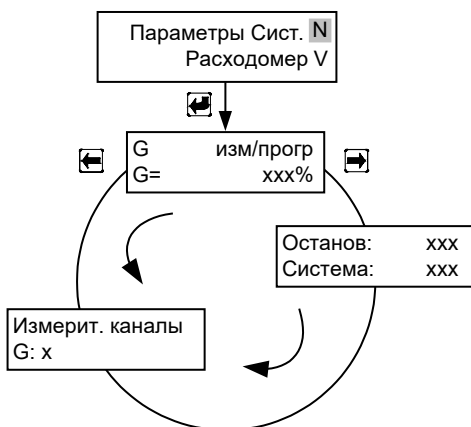 Параметры Сист. N
Расходомер V
G изм/прогр
G= xxx%
Останов: xxx
Система: xxx
Измерит. каналы
G: x